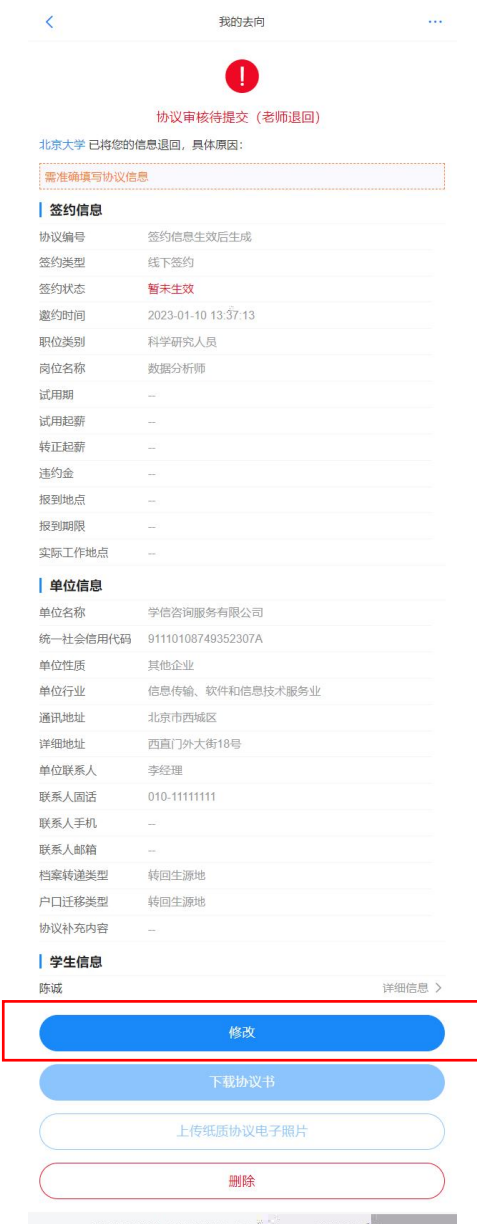 我的去向
协议审核待提交（老师退回）
北京大学 已将您的信息退回，具体原因：
需准确填写协议信息
签约信息
协议编号 签约信息生效后生成
签约类型 线下签约
签约状态 暂未生效
邀约时间 2023-01-10 13:37:13
职位类别 科学研究人员
岗位名称 数据分析师
试用期 --
试用起薪 --
转正起薪 --
违约金 --
报到地点 --
报到期限 --
实际工作地点 --
单位信息
单位名称 学信咨询服务有限公司
统一社会信用代码 91110108749352307A
单位性质 其他企业
单位行业 信息传输、软件和信息技术服务业
通讯地址 北京市西城区
详细地址 西直门外大街18号
单位联系人 李经理
联系人固话 010-11111111
联系人手机 --
联系人邮箱 --
档案转递类型 转回生源地
户口迁移类型 转回生源地
协议补充内容 --
学生信息
陈诚 详细信息
修改
下载协议书
上传纸质协议电子照片
删除